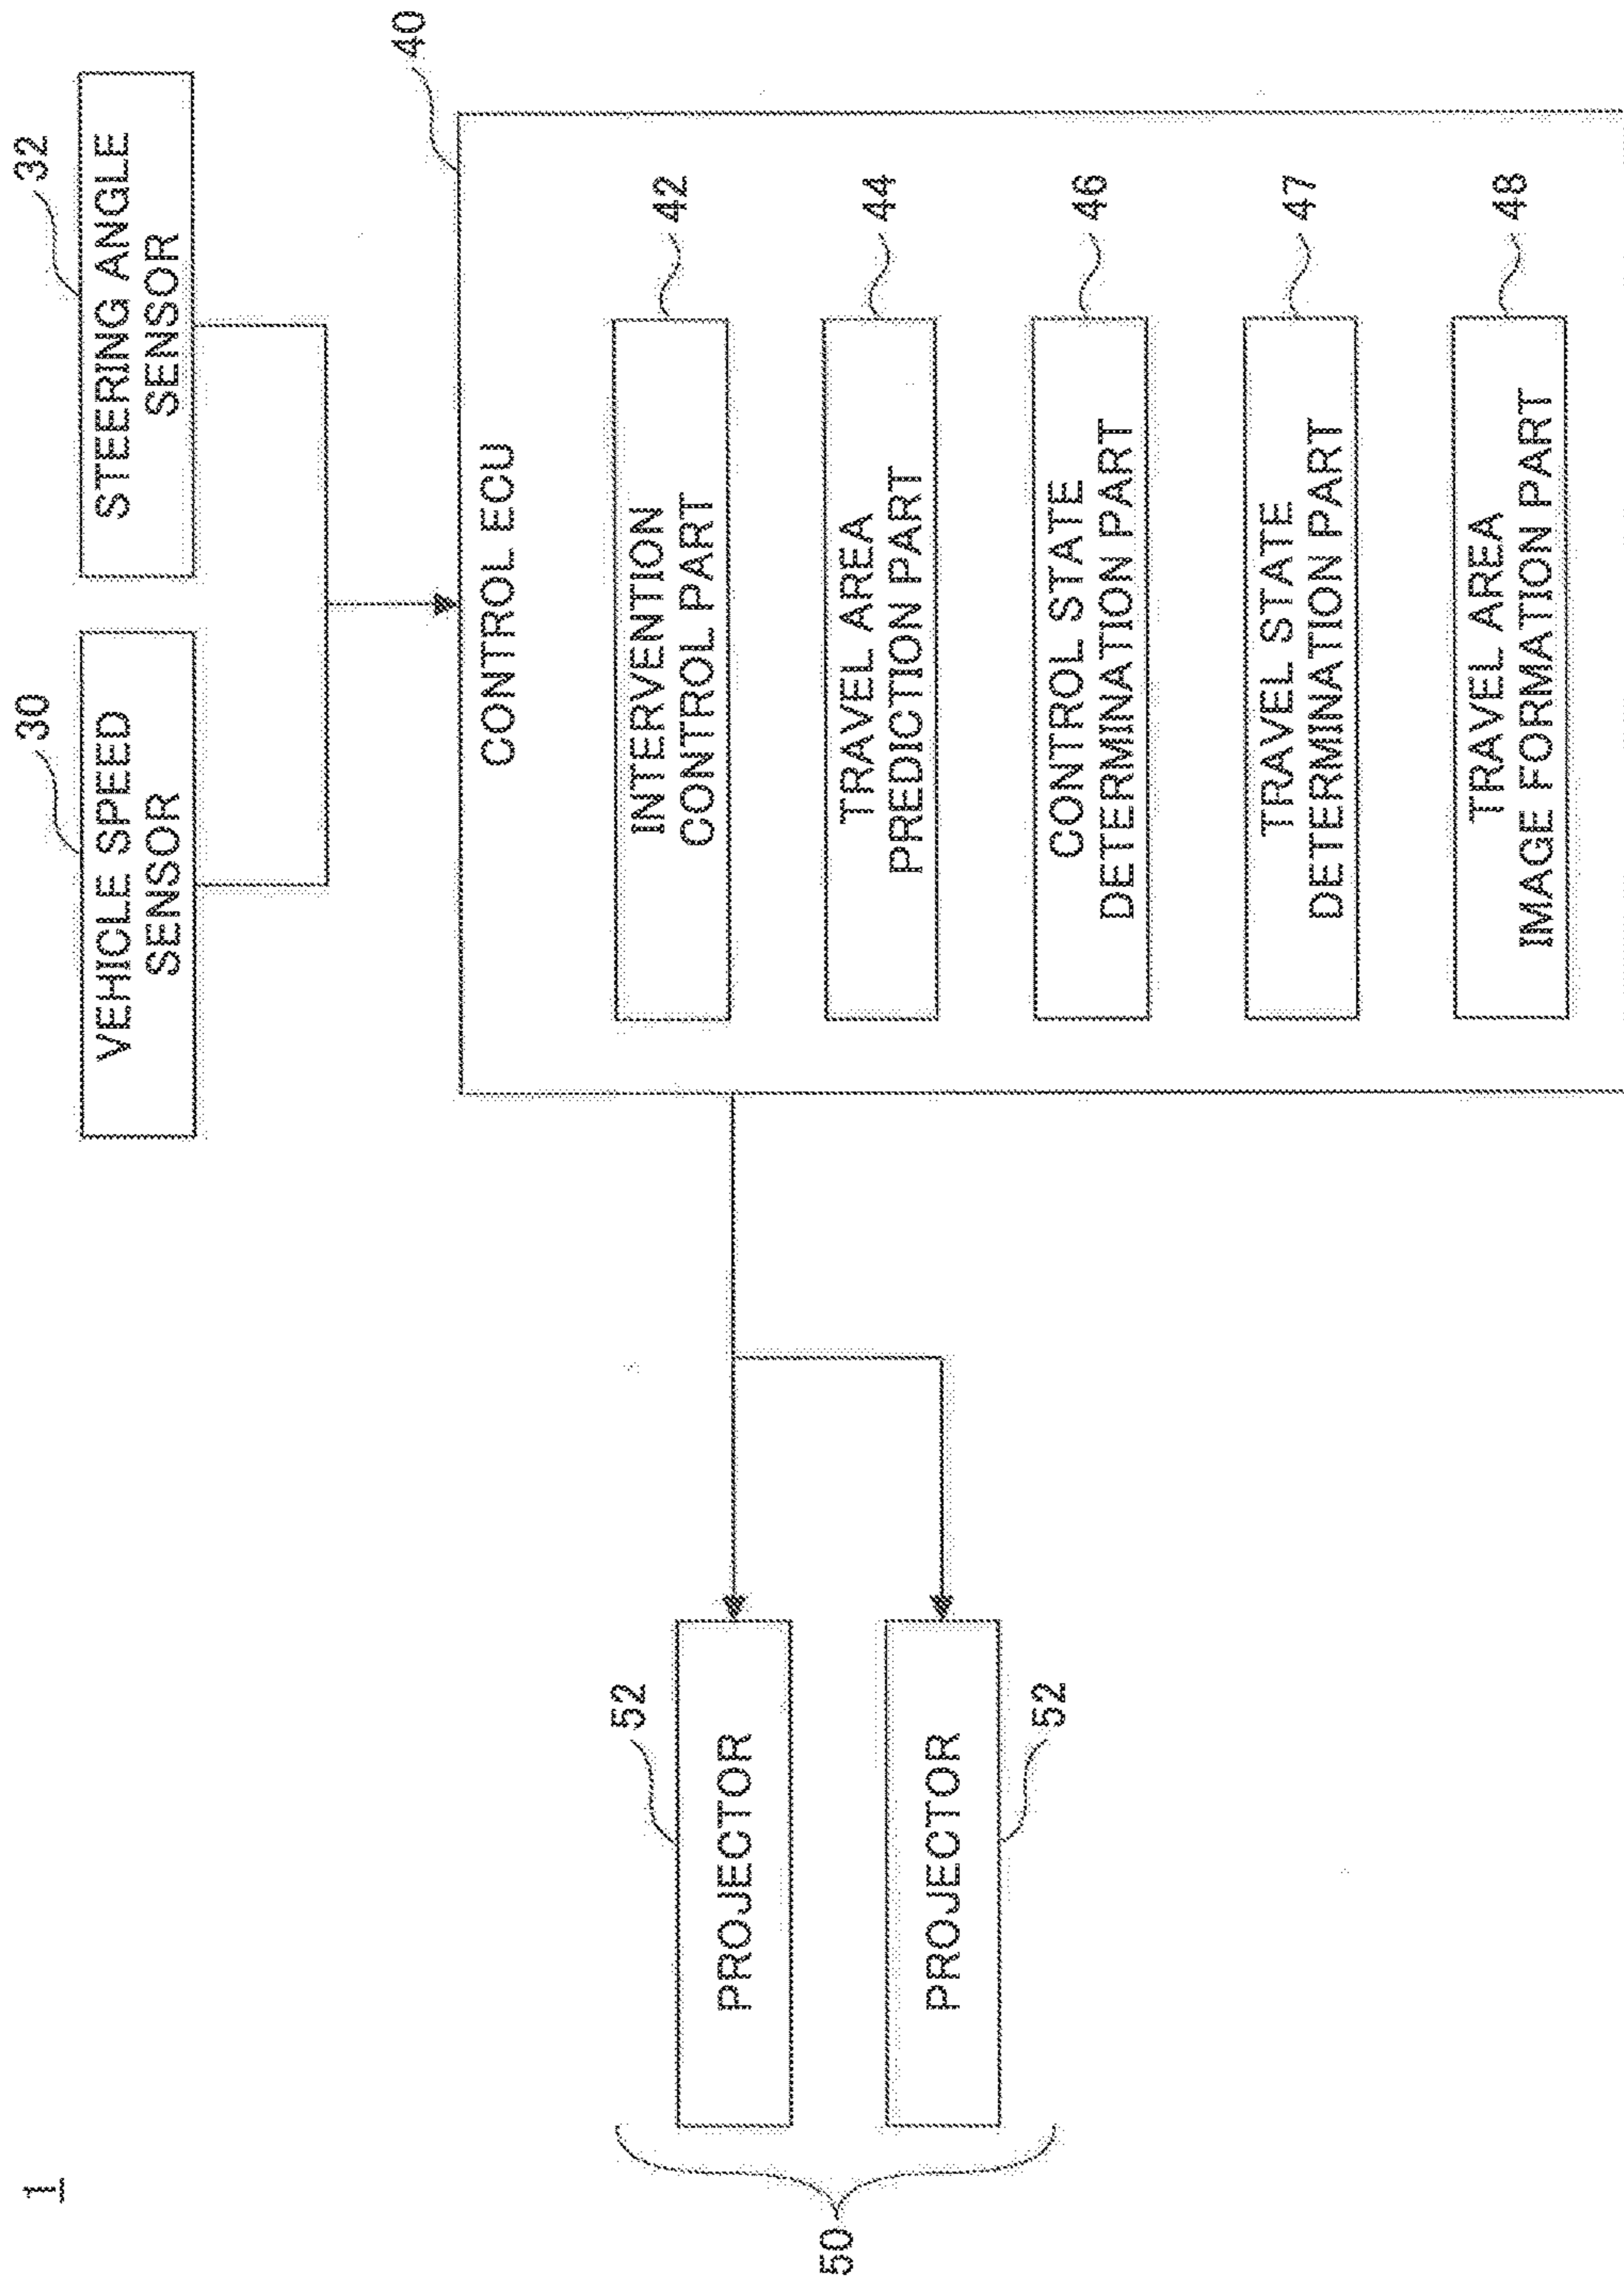 1
30
VEHICLE SPEED
SENSOR
32
STEERING ANGLE
SENSOR
40
CONTROL ECU
INTERVENTION
CONTROL PART
42
TRAVEL AREA
PREDICTION PART
44
CONTROL STATE
DETERMINATION PART
46
TRAVEL STATE
DETERMINATION PART
47
TRAVEL AREA
IMAGE FORMATION PART
48
52
PROJECTOR
PROJECTOR
52
50